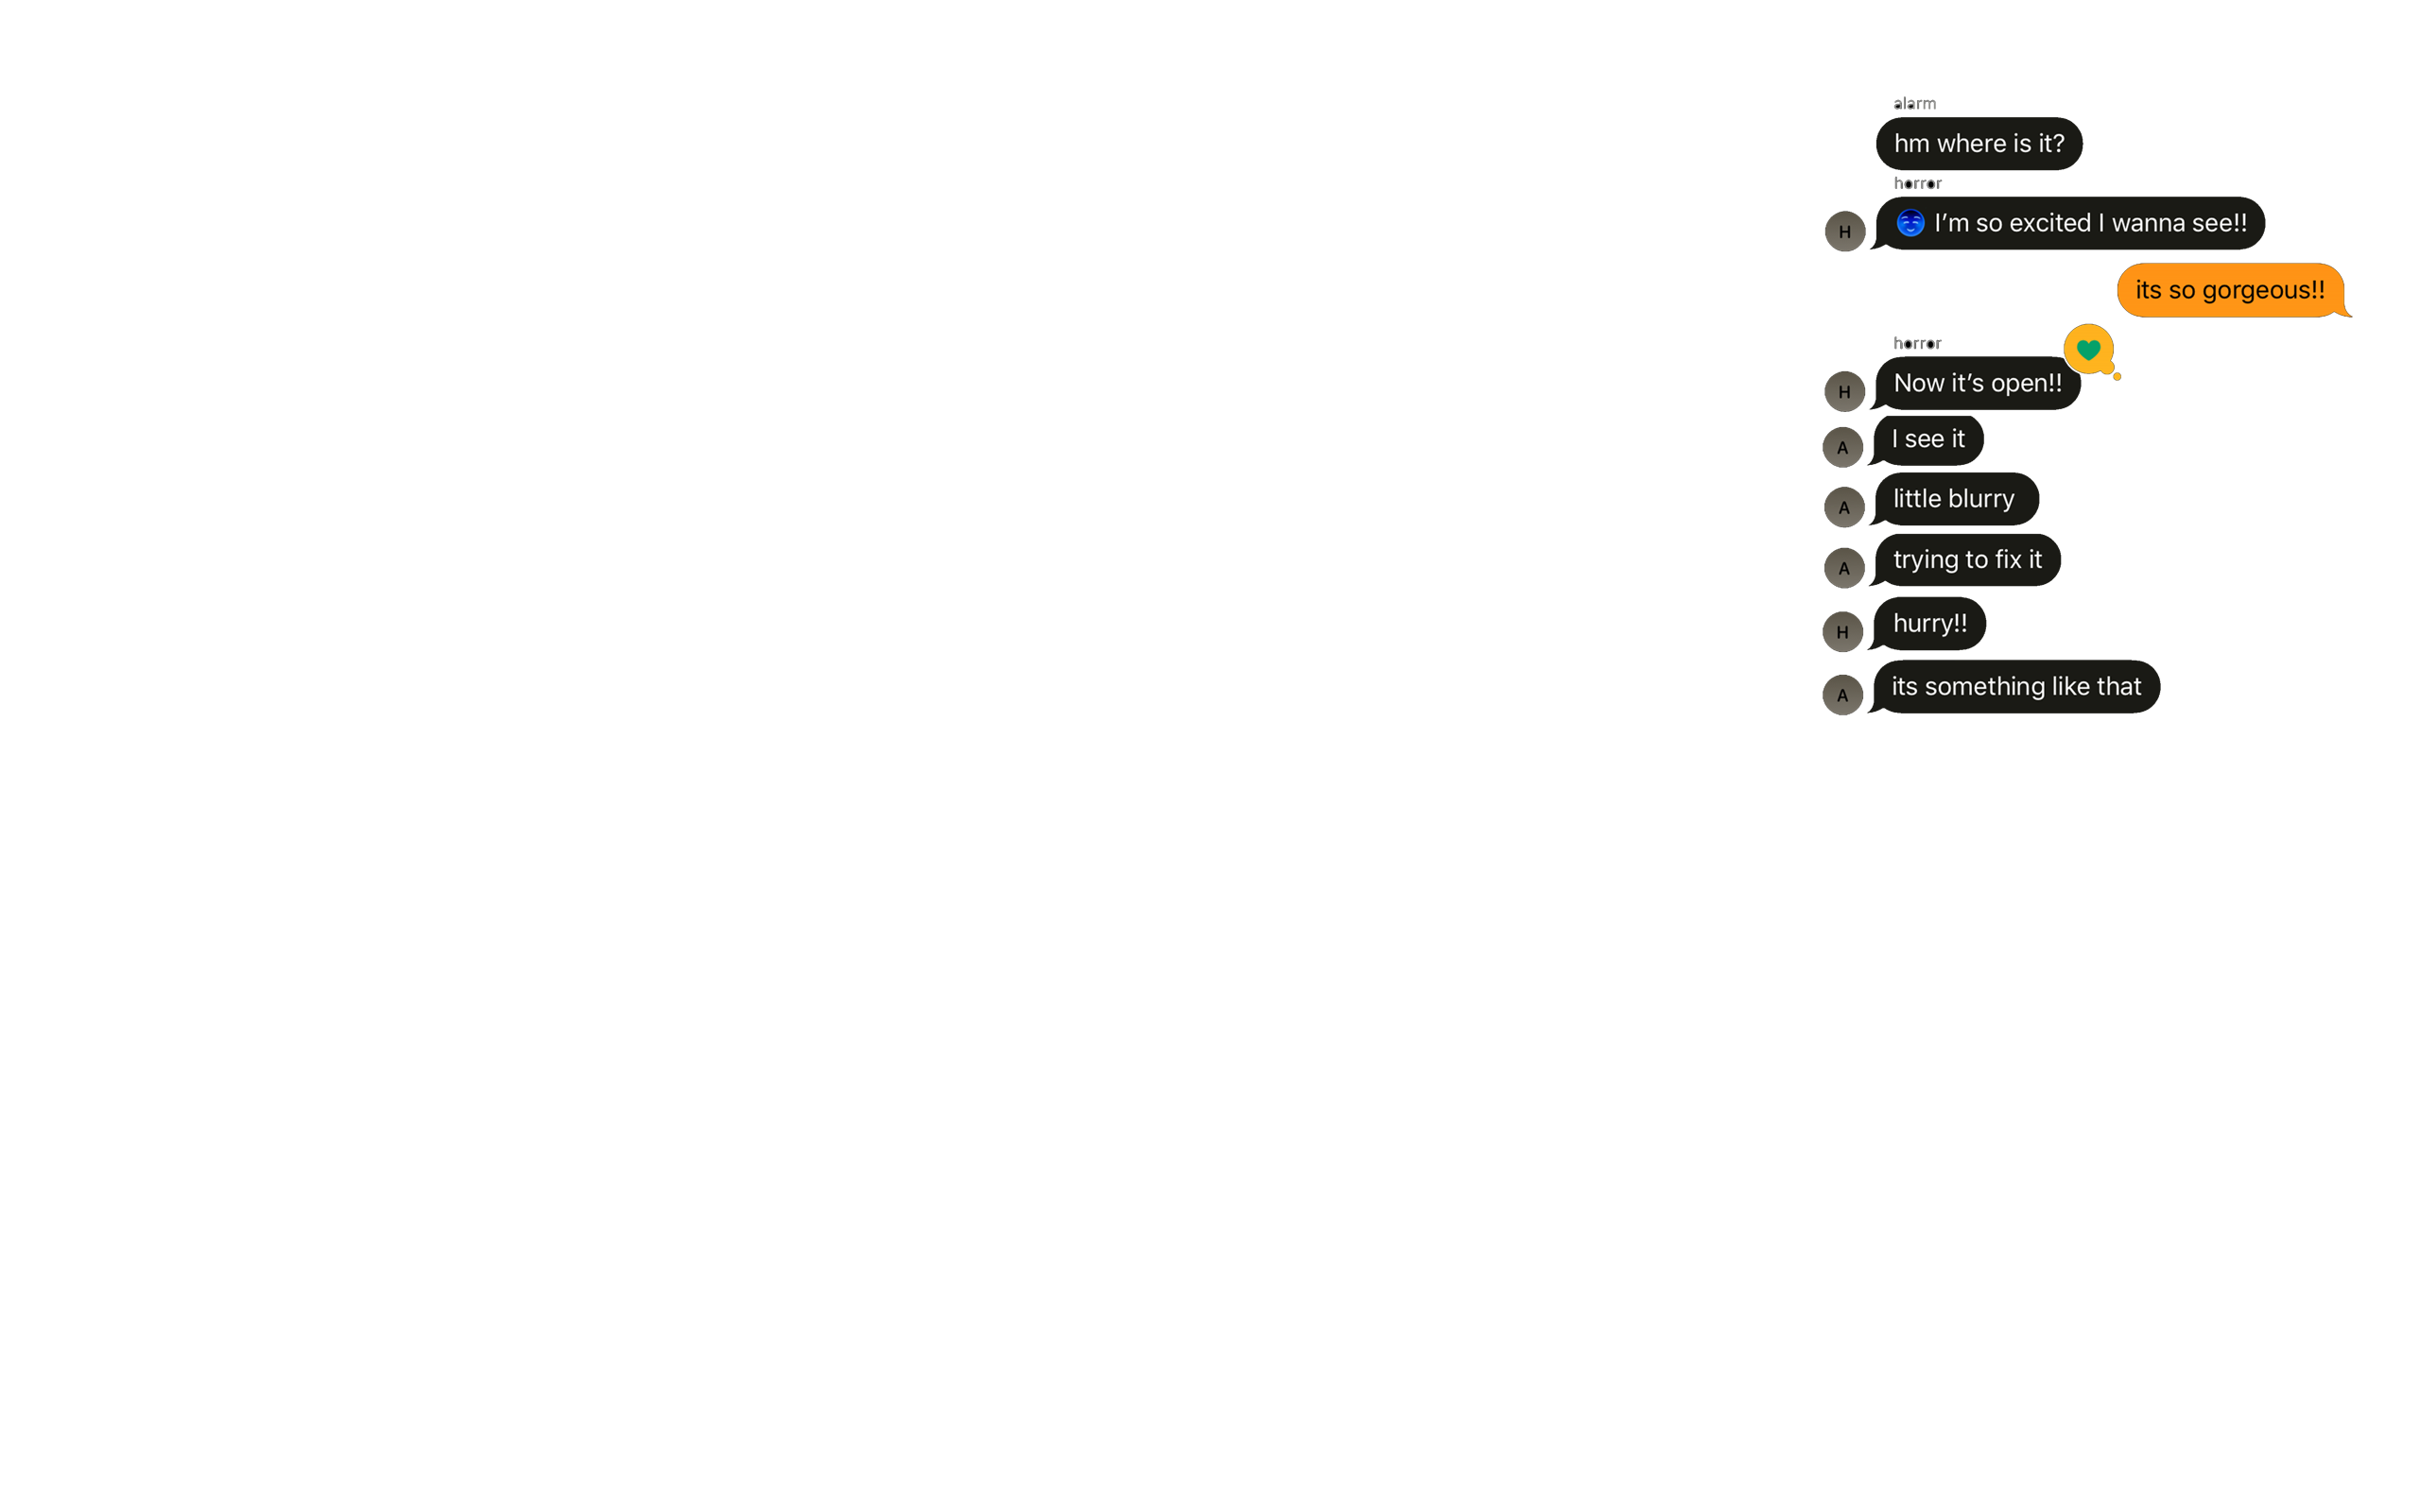 alarm
hm where is it?
horror
H
I’m so excited I wanna see!!
its so gorgeous!!
horror
H
Now it’s open!!
A
I see it
A
little blurry
A
trying to fix it
H
hurry!!
A
its something like that